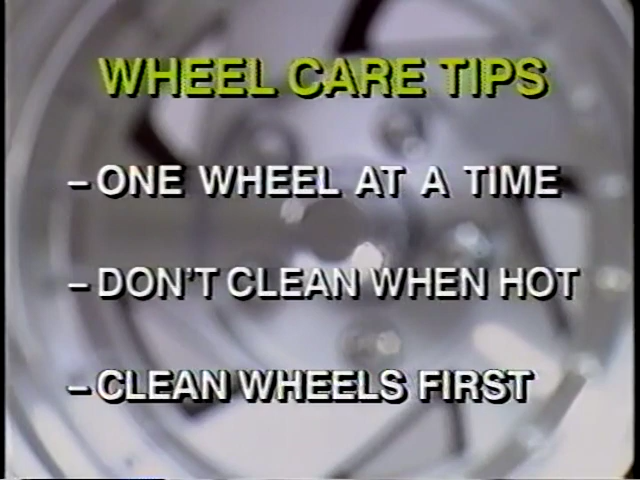 WHEEL CARE TIPS
– ONE WHEEL AT A TIME
– DON'T CLEAN WHEN HOT
– CLEAN WHEELS FIRST